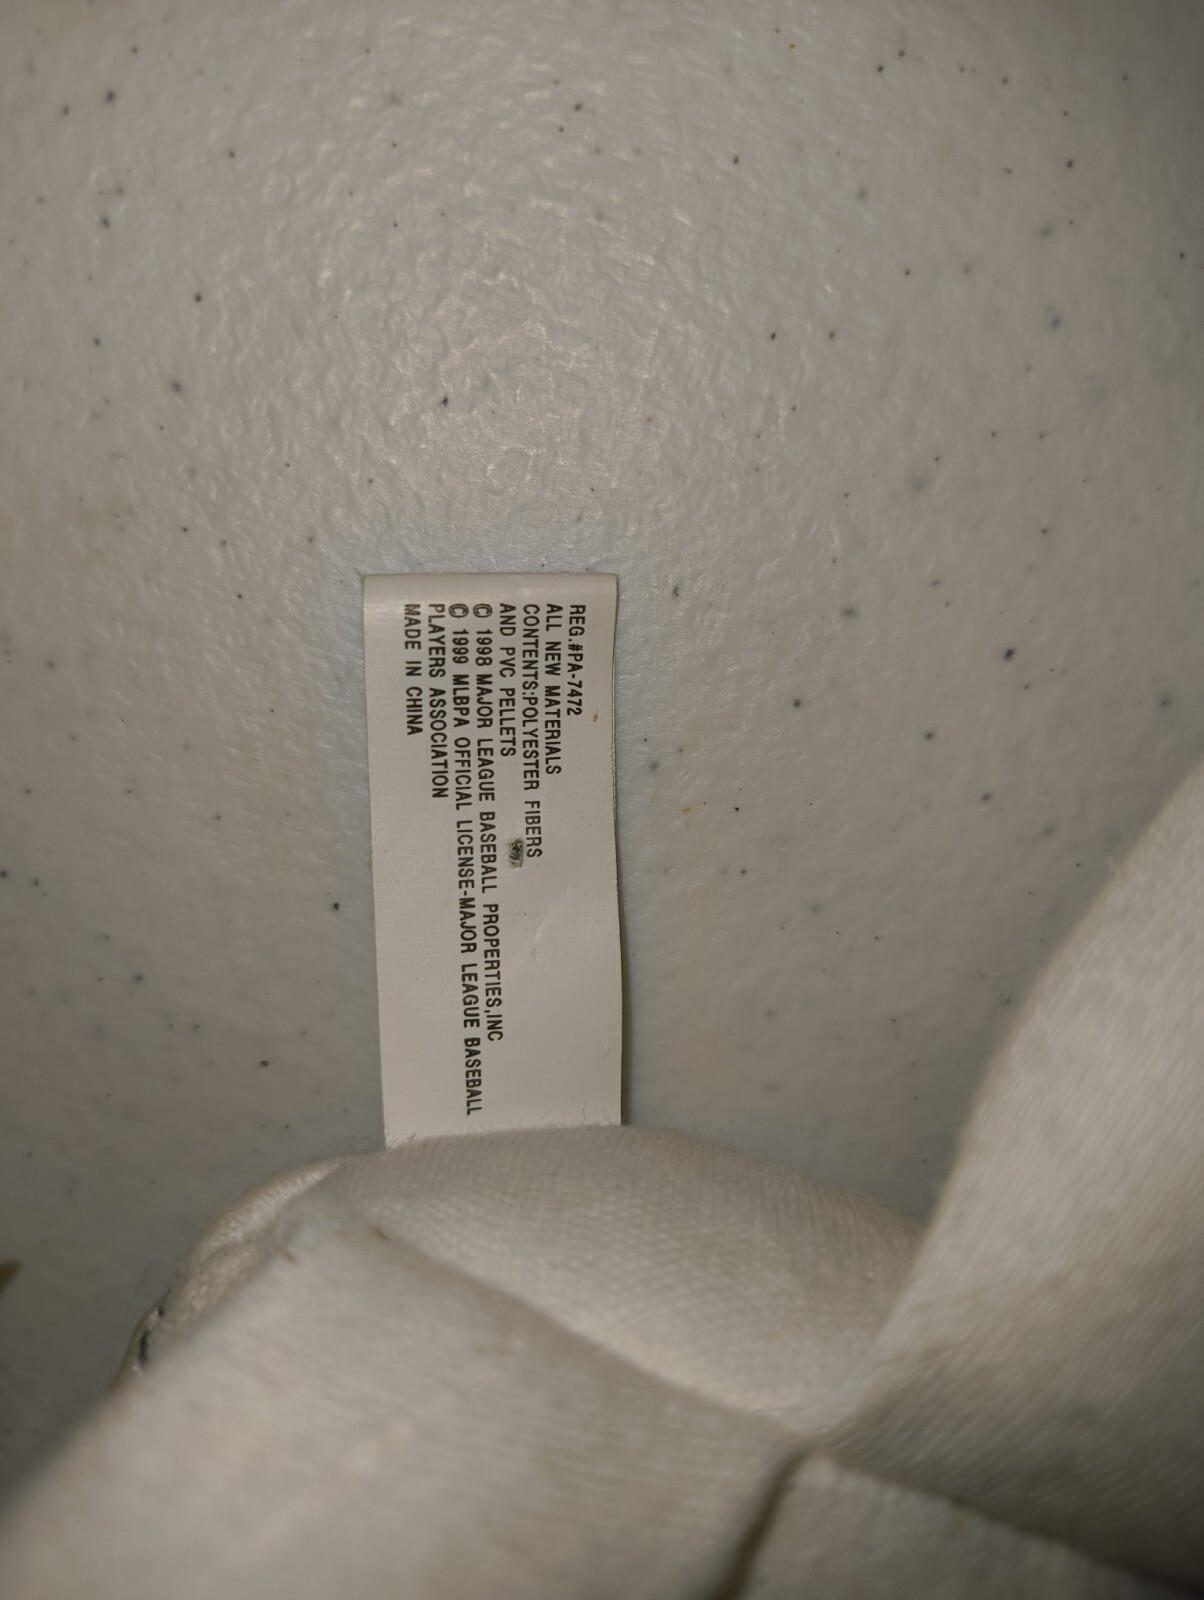 REG.#PA-7472
ALL NEW MATERIALS
CONTENTS:POLYESTER FIBERS
AND PVC PELLETS
© 1998 MAJOR LEAGUE BASEBALL PROPERTIES,INC
© 1999 MLBPA OFFICIAL LICENSE-MAJOR LEAGUE BASEBALL
PLAYERS ASSOCIATION
MADE IN CHINA